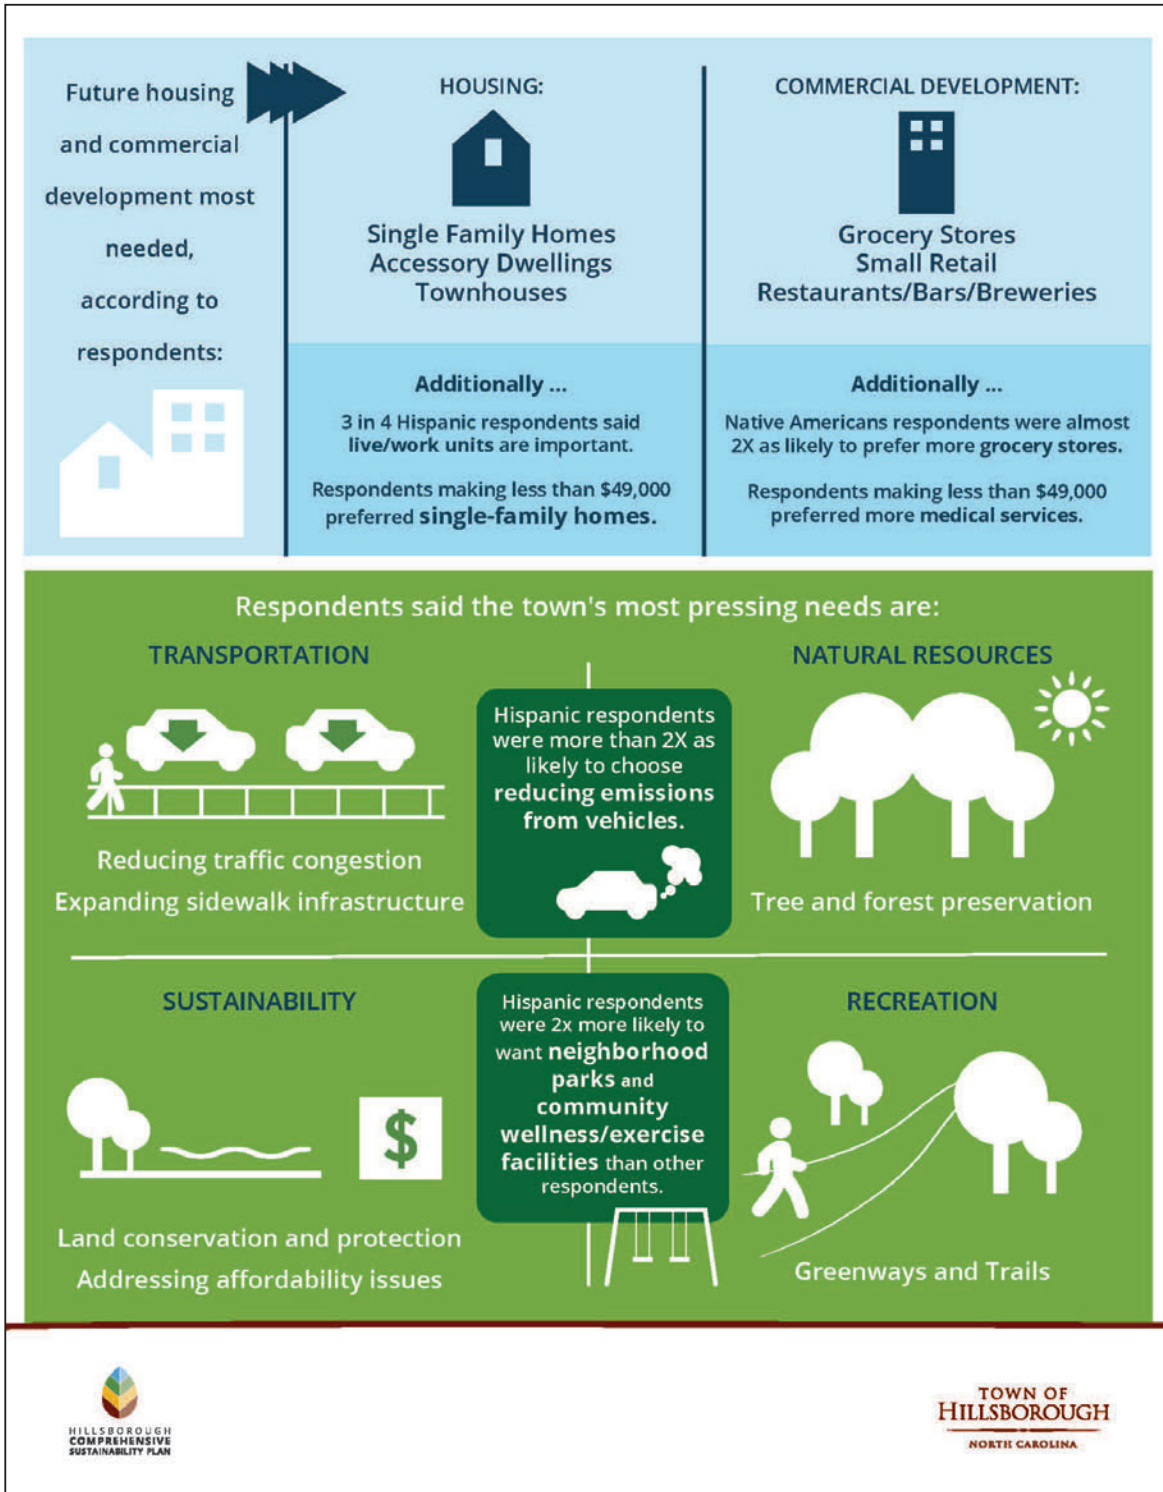 Future housing
and commercial
development most
needed,
according to
respondents:
HOUSING:
Single Family Homes
Accessory Dwellings
Townhouses
Additionally ...
3 in 4 Hispanic respondents said
live/work units are important.
Respondents making less than $49,000
preferred single-family homes.
COMMERCIAL DEVELOPMENT:
Grocery Stores
Small Retail
Restaurants/Bars/Breweries
Additionally ...
Native Americans respondents were almost
2X as likely to prefer more grocery stores.
Respondents making less than $49,000
preferred more medical services.
Respondents said the town's most pressing needs are:
TRANSPORTATION
Reducing traffic congestion
Expanding sidewalk infrastructure
Hispanic respondents
were more than 2X as
likely to choose
reducing emissions
from vehicles.
NATURAL RESOURCES
Tree and forest preservation
SUSTAINABILITY
$
Land conservation and protection
Addressing affordability issues
Hispanic respondents
were 2x more likely to
want neighborhood
parks and
community
wellness/exercise
facilities than other
respondents.
RECREATION
Greenways and Trails
HILLSBOROUGH
COMPREHENSIVE
SUSTAINABILITY PLAN
TOWN OF
HILLSBOROUGH
NORTH CAROLINA